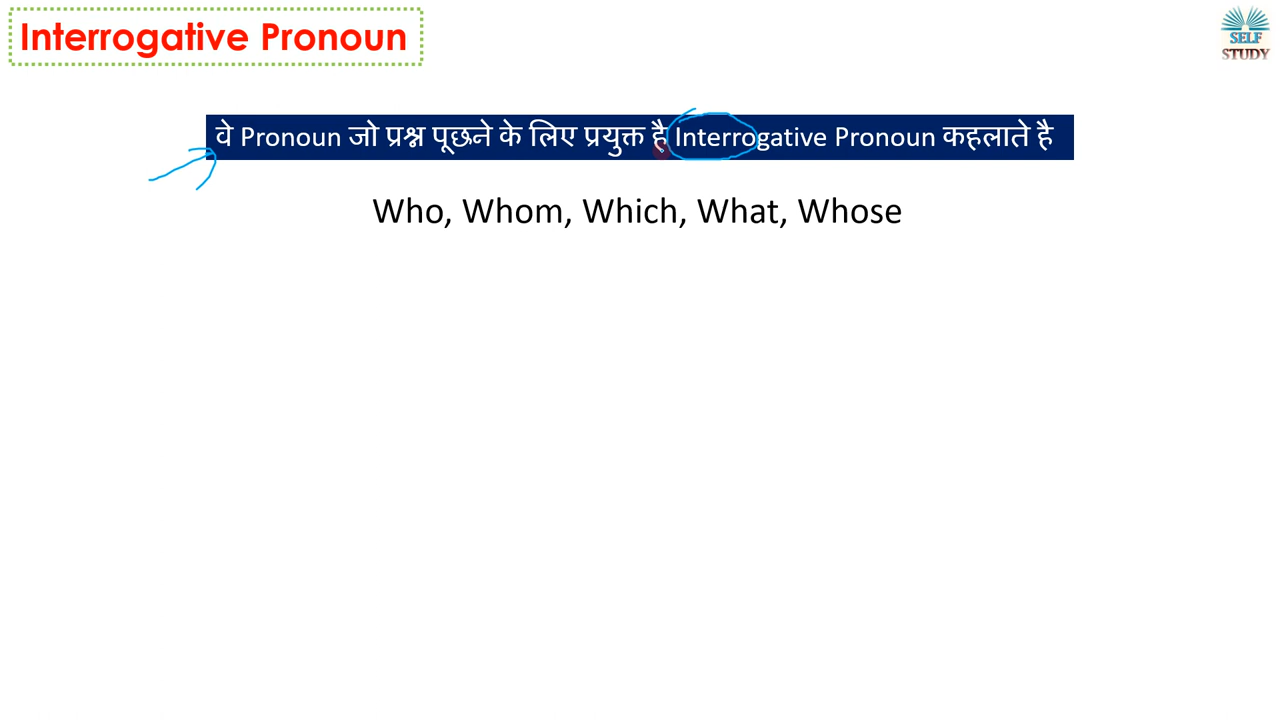 Interrogative Pronoun
SELF
STUDY
वे Pronoun जो प्रश्न पूछने के लिए प्रयुक्त है Interrogative Pronoun कहलाते है
Who, Whom, Which, What, Whose